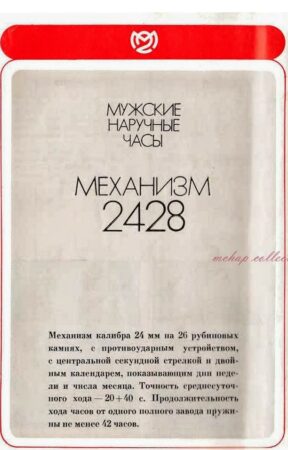 МУЖСКИЕ
НАРУЧНЫЕ
ЧАСЫ
МЕХАНИЗМ
2428
mchap.collec
Механизм калибра 24 мм на 26 рубиновых
камнях, с противоударным устройством,
с центральной секундной стрелкой и двой-
ным календарем, показывающим дни неде-
ли и числа месяца. Точность среднесуточ-
ного хода — 20+40 с. Продолжительность
хода часов от одного полного завода пружи-
ны не менее 42 часов.